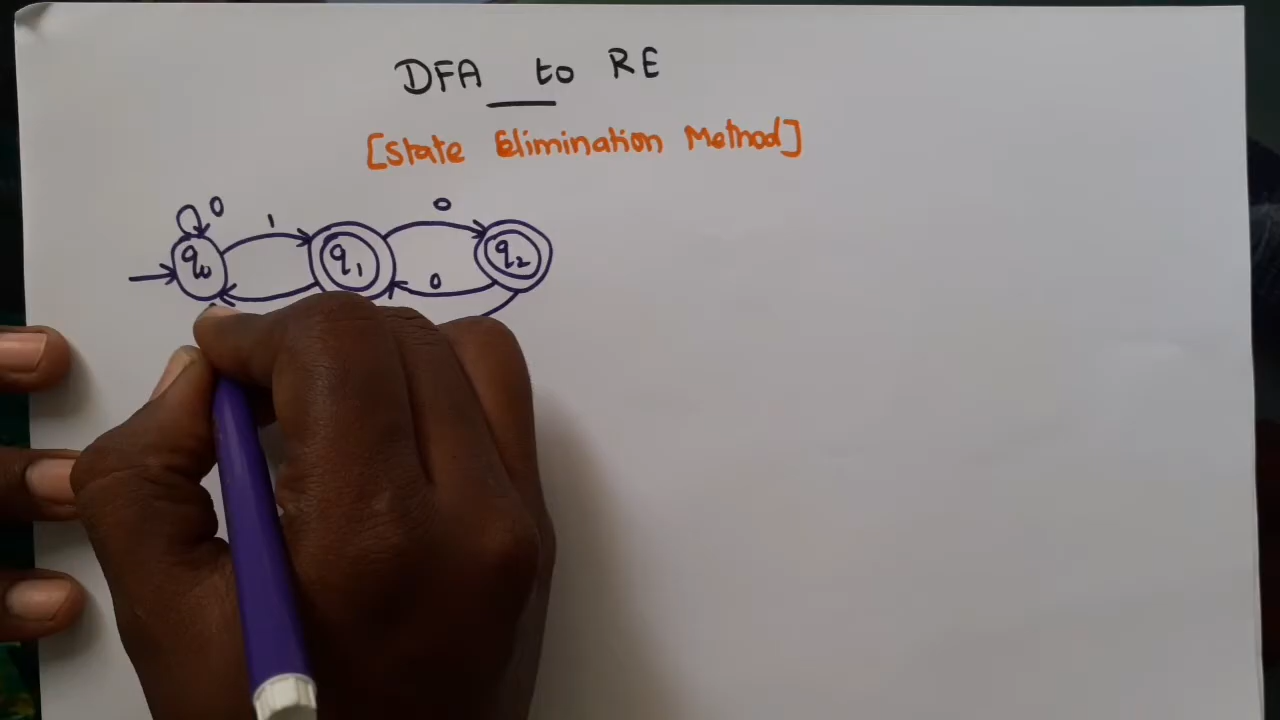 DFA to RE
[State Elimination Method]
0 1 0
q0 q1 q2
0